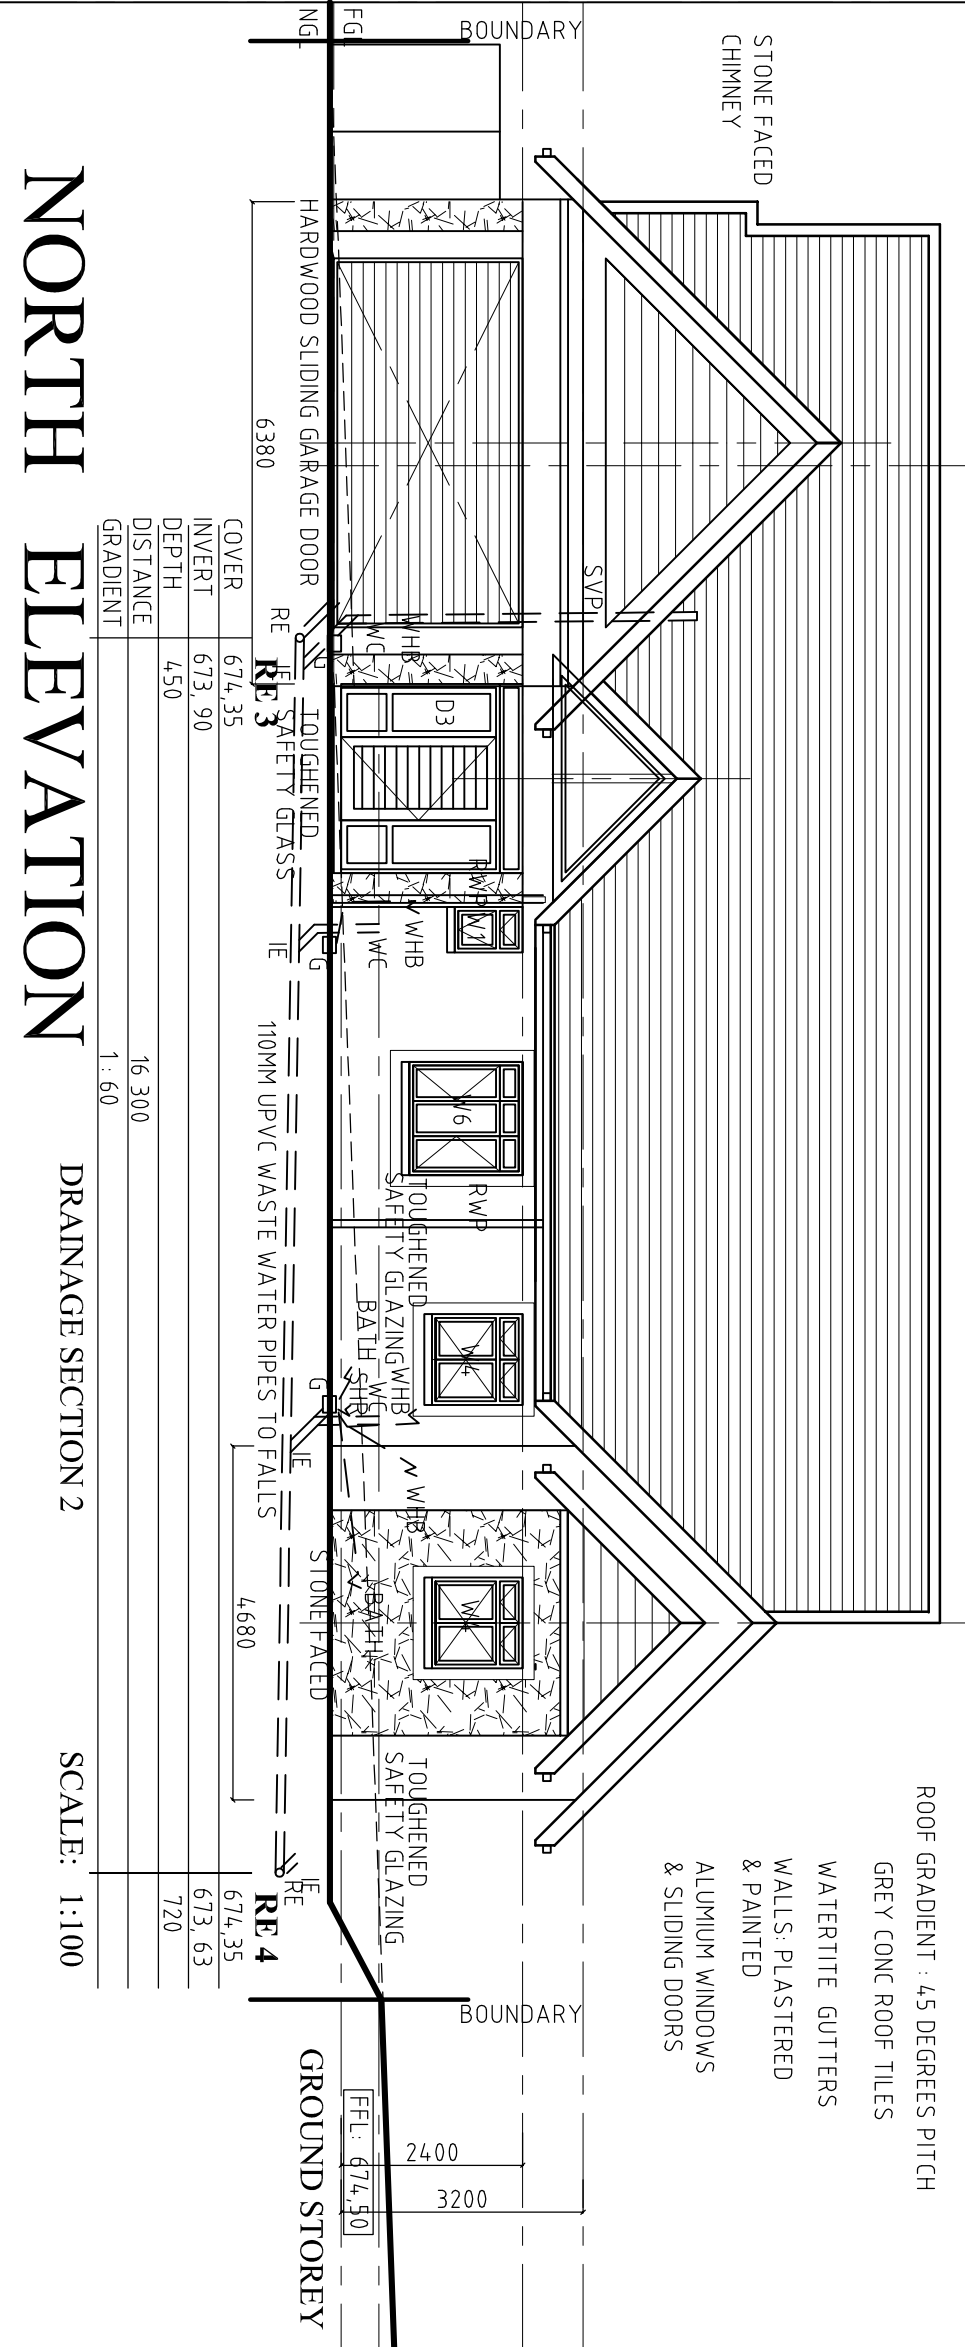 STONE FACED
CHIMNEY
ROOF GRADIENT : 45 DEGREES PITCH
GREY CONC ROOF TILES
WATERTITE GUTTERS
WALLS: PLASTERED
& PAINTED
ALUMIUM WINDOWS
& SLIDING DOORS
BOUNDARY
BOUNDARY
SVP
D3
RWP
W1
W6
RWP
W4
W4
2400
3200
WHB
WC
WHB
WC
TOUGHENED
SAFETY GLAZING
WHB
WC
BATH
SHR
WHB
BATH
TOUGHENED
SAFETY GLAZING
FGL
NGL
FFL: 674,50
GROUND STOREY
HARDWOOD SLIDING GARAGE DOOR
TOUGHENED
SAFETY GLASS
G
G
G
STONE FACED
RE
IE
IE
IE
IE
RE
6380
RE 3
110MM UPVC WASTE WATER PIPES TO FALLS
4680
RE 4
COVER 674,35 674,35
INVERT 673,90 673,63
DEPTH 450 720
DISTANCE 16 300
GRADIENT 1:60
NORTH ELEVATION
DRAINAGE SECTION 2
SCALE: 1:100